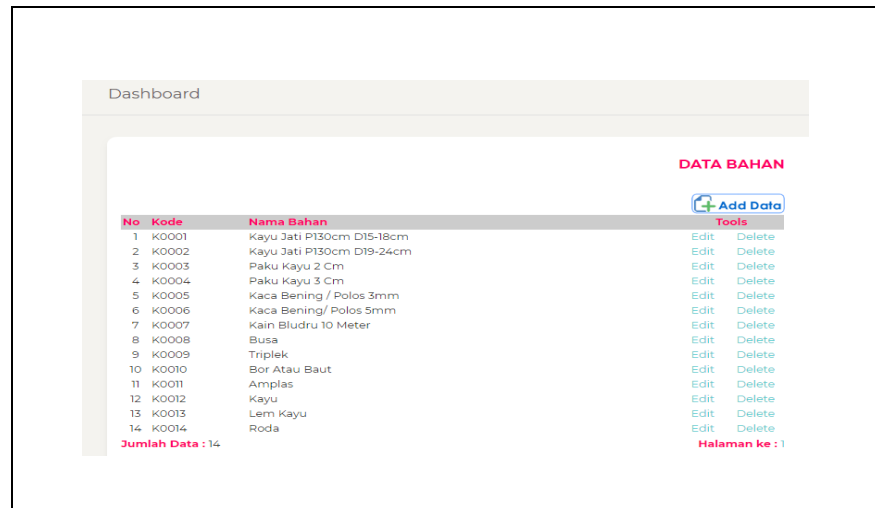 Dashboard
DATA BAHAN
Add Data
No Kode Nama Bahan Tools
1 K0001 Kayu Jati P130cm D15-18cm Edit Delete
2 K0002 Kayu Jati P130cm D19-24cm Edit Delete
3 K0003 Paku Kayu 2 Cm Edit Delete
4 K0004 Paku Kayu 3 Cm Edit Delete
5 K0005 Kaca Bening / Polos 3mm Edit Delete
6 K0006 Kaca Bening/ Polos 5mm Edit Delete
7 K0007 Kain Bludru 10 Meter Edit Delete
8 K0008 Busa Edit Delete
9 K0009 Triplek Edit Delete
10 K0010 Bor Atau Baut Edit Delete
11 K0011 Amplas Edit Delete
12 K0012 Kayu Edit Delete
13 K0013 Lem Kayu Edit Delete
14 K0014 Roda Edit Delete
Jumlah Data : 14 Halaman ke : 1